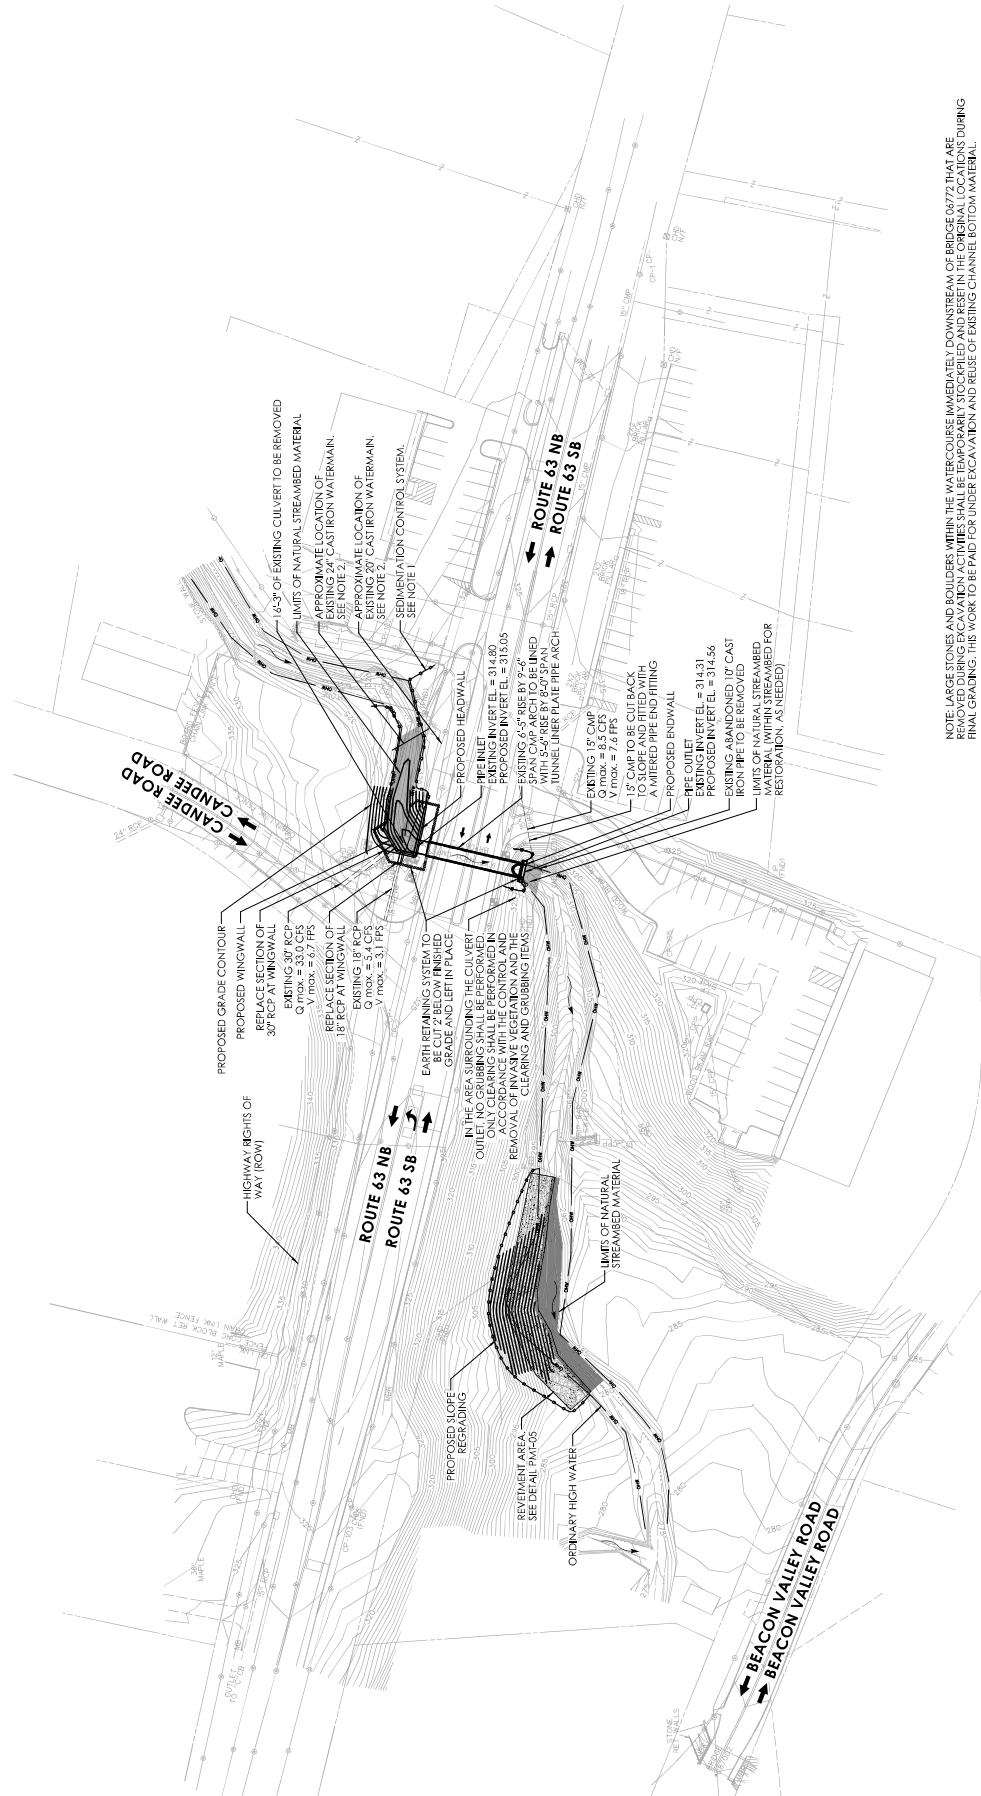 16'-3" OF EXISTING CULVERT TO BE REMOVED
LIMITS OF NATURAL STREAMBED MATERIAL
APPROXIMATE LOCATION OF
EXISTING 24" CAST IRON WATERMAIN.
SEE NOTE 2.
APPROXIMATE LOCATION OF
EXISTING 20" CAST IRON WATERMAIN.
SEE NOTE 2.
SEDIMENTATION CONTROL SYSTEM.
SEE NOTE 1
PROPOSED HEADWALL
PIPE INLET
EXISTING INVERT EL. = 314.80
PROPOSED INVERT EL. = 315.05
EXISTING 6'-5" RISE BY 9'-6"
SPAN CMP ARCH TO BE LINED
WITH 5'-6" RISE BY 8'-0" SPAN
TUNNEL LINER PLATE PIPE ARCH
EXISTING 15" CMP
Q max. = 8.5 CFS
V max. = 7.6 FPS
15" CMP TO BE CUT BACK
TO SLOPE AND FITTED WITH
A MITERED PIPE END FITTING
PROPOSED ENDWALL
PIPE OUTLET
EXISTING INVERT EL. = 314.31
PROPOSED INVERT EL. = 314.56
EXISTING ABANDONED 10" CAST
IRON PIPE TO BE REMOVED
LIMITS OF NATURAL STREAMBED
MATERIAL (WITHIN STREAMBED FOR
RESTORATION, AS NEEDED)
CANDEE ROAD
CANDEE ROAD
ROUTE 63 NB
ROUTE 63 SB
PROPOSED GRADE CONTOUR
PROPOSED WINGWALL
REPLACE SECTION OF
30" RCP AT WINGWALL
EXISTING 30" RCP
Q max. = 33.0 CFS
V max. = 6.7 FPS
REPLACE SECTION OF
18" RCP AT WINGWALL
EXISTING 18" RCP
Q max. = 5.4 CFS
V max. = 3.1 FPS
EARTH RETAINING SYSTEM TO
BE CUT 2' BELOW FINISHED
GRADE AND LEFT IN PLACE
IN THE AREA SURROUNDING THE CULVERT
OUTLET, NO GRUBBING SHALL BE PERFORMED.
ONLY CLEARING SHALL BE PERFORMED IN
ACCORDANCE WITH THE CONTROL AND
REMOVAL OF INVASIVE VEGETATION AND THE
CLEARING AND GRUBBING ITEMS
HIGHWAY RIGHTS OF
WAY (ROW)
ROUTE 63 NB
ROUTE 63 SB
LIMITS OF NATURAL
STREAMBED MATERIAL
PROPOSED SLOPE
REGRADING
REVETMENT AREA.
SEE DETAIL PMT-05
ORDINARY HIGH WATER
BEACON VALLEY ROAD
BEACON VALLEY ROAD
24" RCP
12"
MAPLE
MAPLE
15" CMP
STONE
RET WALLS
NOTE: LARGE STONES AND BOULDERS WITHIN THE WATERCOURSE IMMEDIATELY DOWNSTREAM OF BRIDGE 06772 THAT ARE
REMOVED DURING EXCAVATION ACTIVITIES SHALL BE TEMPORARILY STOCKPILED AND RESET IN THE ORIGINAL LOCATIONS DURING
FINAL GRADING. THIS WORK TO BE PAID FOR UNDER EXCAVATION AND REUSE OF EXISTING CHANNEL BOTTOM MATERIAL.